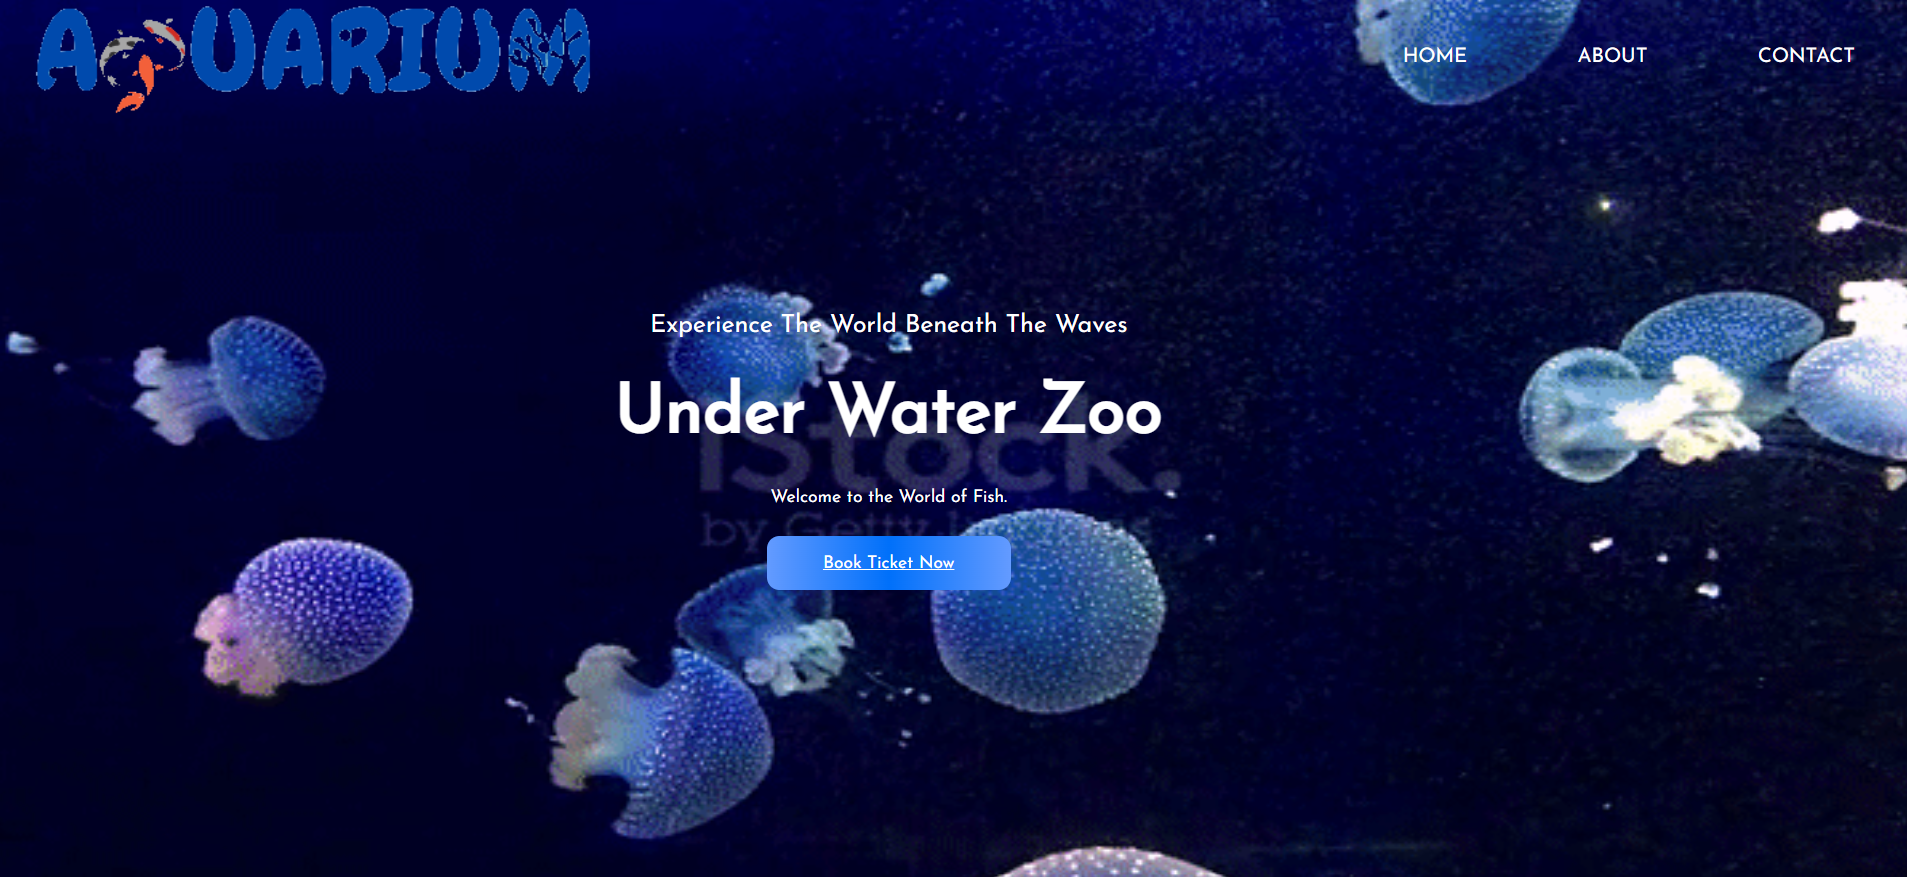 AQUARIUM
HOME ABOUT CONTACT
Experience The World Beneath The Waves
Under Water Zoo
iStock.
Welcome to the World of Fish.
by Getty Images
Book Ticket Now